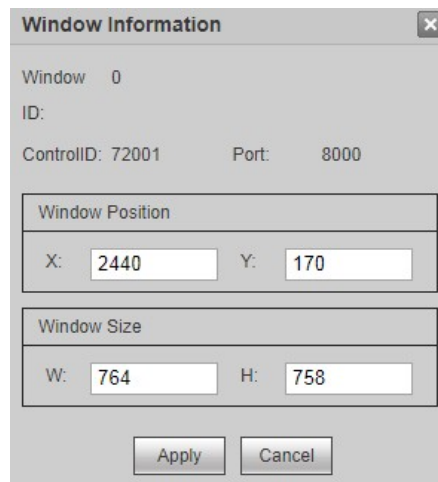 Window Information
Window 0
ID:
ControlID: 72001 Port: 8000
Window Position
X: 2440 Y: 170
Window Size
W: 764 H: 758
Apply Cancel